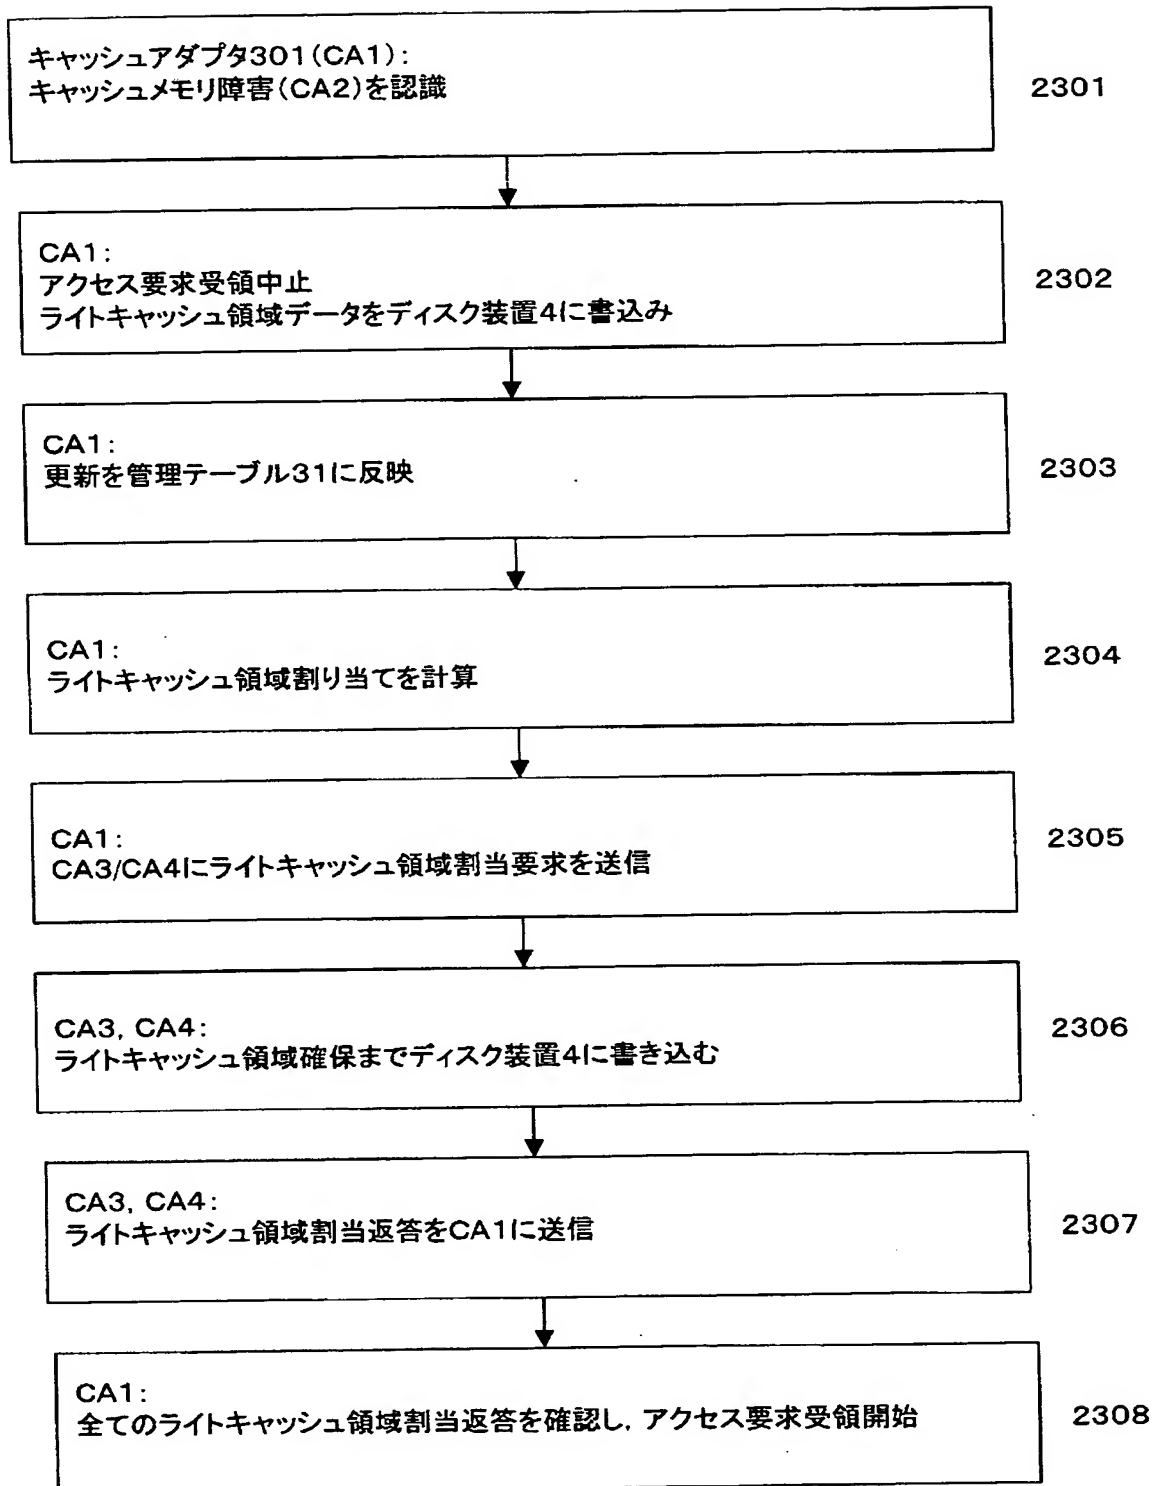 キャッシュアダプタ301(CA1):
キャッシュメモリ障害(CA2)を認識
2301
CA1:
アクセス要求受領中止
ライトキャッシュ領域データをディスク装置4に書込み
2302
CA1:
更新を管理テーブル31に反映
2303
CA1:
ライトキャッシュ領域割り当てを計算
2304
CA1:
CA3/CA4にライトキャッシュ領域割当要求を送信
2305
CA3, CA4:
ライトキャッシュ領域確保までディスク装置4に書き込む
2306
CA3, CA4:
ライトキャッシュ領域割当返答をCA1に送信
2307
CA1:
全てのライトキャッシュ領域割当返答を確認し, アクセス要求受領開始
2308